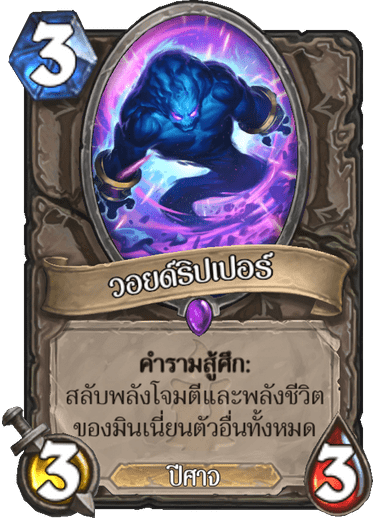 3
วอยด์ริปเปอร์
คำรามสู้ศึก:
สลับพลังโจมตีและพลังชีวิต
ของมินเนี่ยนตัวอื่นทั้งหมด
3
ปีศาจ
3